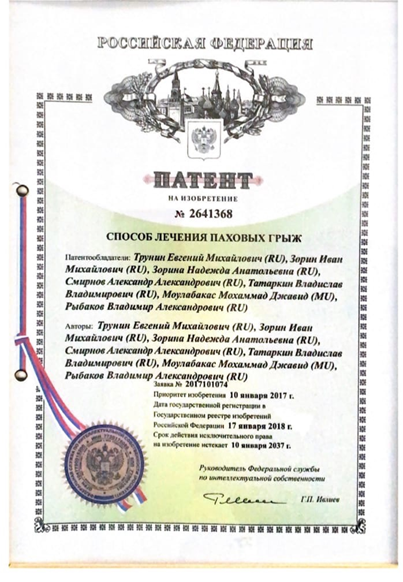 РОССИЙСКАЯ ФЕДЕРАЦИЯ
ПАТЕНТ
НА ИЗОБРЕТЕНИЕ
№ 2641368
СПОСОБ ЛЕЧЕНИЯ ПАХОВЫХ ГРЫЖ
Патентообладатели: Трунин Евгений Михайлович (RU), Зорин Иван
Михайлович (RU), Зорина Надежда Анатольевна (RU),
Смирнов Александр Александрович (RU), Татаркин Владислав
Владимирович (RU), Моулабакас Мохаммад Джавид (MU),
Рыбаков Владимир Александрович (RU)
Авторы: Трунин Евгений Михайлович (RU), Зорин Иван
Михайлович (RU), Зорина Надежда Анатольевна (RU),
Смирнов Александр Александрович (RU), Татаркин Владислав
Владимирович (RU), Моулабакас Мохаммад Джавид (MU),
Рыбаков Владимир Александрович (RU)
Заявка № 2017101074
Приоритет изобретения 10 января 2017 г.
Дата государственной регистрации в
Государственном реестре изобретений
Российской Федерации 17 января 2018 г.
Срок действия исключительного права
на изобретение истекает 10 января 2037 г.
Руководитель Федеральной службы
по интеллектуальной собственности
Г.П. Ивлиев